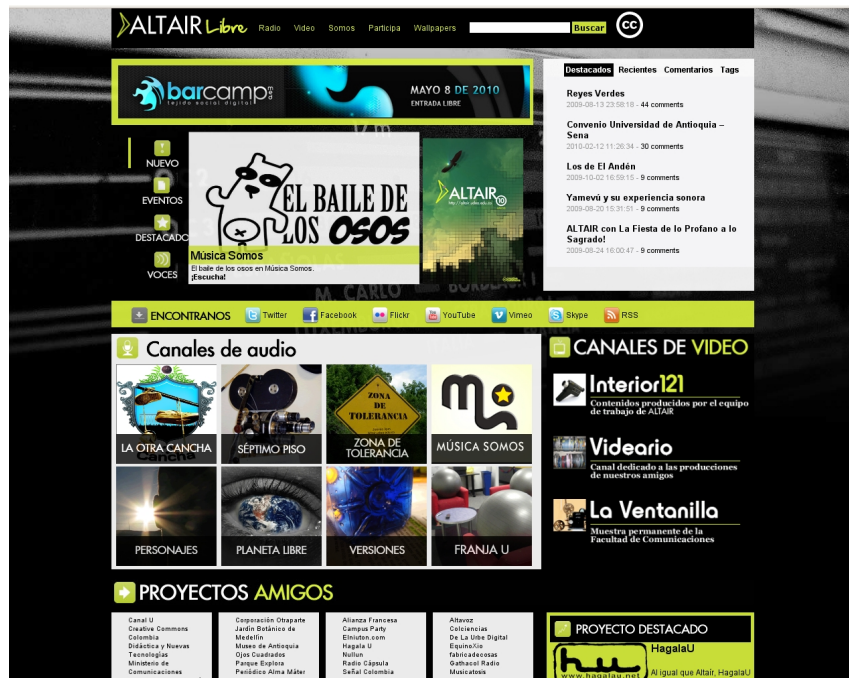 ALTAIR Libre Radio Video Somos Participa Wallpapers Buscar cc
barcamp
tejido social digital
MAYO 8 DE 2010
ENTRADA LIBRE
NUEVO
EVENTOS
DESTACADO
VOCES
EL BAILE DE
LOS OSOS
Música Somos
El baile de los osos en Música Somos.
¡Escucha!
ALTAIR
Destacados Recientes Comentarios Tags
Reyes Verdes
2009-08-13 23:58:18 - 44 comments
Convenio Universidad de Antioquia –
Sena
2010-02-12 11:26:34 - 30 comments
Los de El Andén
2009-10-02 16:59:15 - 9 comments
Yamevú y su experiencia sonora
2009-08-20 15:31:51 - 9 comments
ALTAIR con La Fiesta de lo Profano a lo
Sagrado!
2009-08-24 16:00:47 - 9 comments
M. CARLO
ENCONTRANOS Twitter Facebook Flickr YouTube Vimeo Skype RSS
Canales de audio
LA OTRA CANCHA
Cancha
SÉPTIMO PISO
ZONA
DE
TOLERANCIA
ZONA DE
TOLERANCIA
MÚSICA SOMOS
PERSONAJES
PLANETA LIBRE
VERSIONES
FRANJA U
CANALES DE VIDEO
Interior121
Contenidos producidos por el equipo
de trabajo de ALTAIR
Videario
Canal dedicado a las producciones
de nuestros amigos
La Ventanilla
Muestra permanente de la
Facultad de Comunicaciones
PROYECTOS AMIGOS
Canal U
Creative Commons
Colombia
Didáctica y Nuevas
Tecnologías
Ministerio de
Comunicaciones
Corporación Otraparte
Jardín Botánico de
Medellín
Museo de Antioquia
Ojos Cuadrados
Parque Explora
Periódico Alma Máter
Alianza Francesa
Campus Party
Elniuton.com
Hagala U
Nullun
Radio Cápsula
Señal Colombia
Altavoz
Colciencias
De La Urbe Digital
EquinoXio
fabricadecosas
Gathacol Radio
Musicatosis
PROYECTO DESTACADO
hu
www.hagalau.net
HagalaU
Al igual que Altair, HagalaU